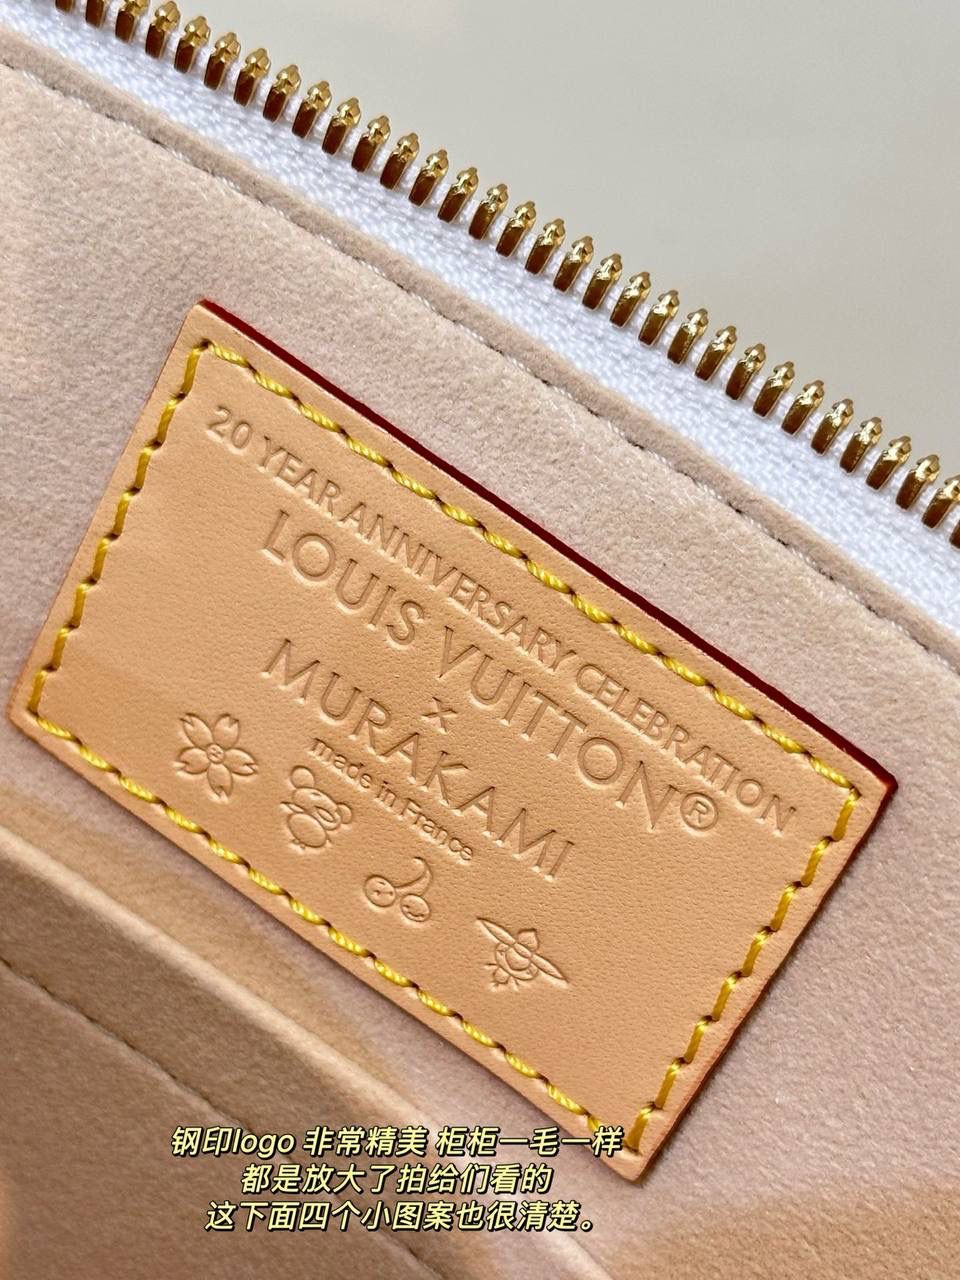 20 YEAR ANNIVERSARY CELEBRATION
LOUIS VUITTON®
x
MURAKAMI
made in France
钢印logo 非常精美 柜柜一毛一样
都是放大了拍给们看的
这下面四个小图案也很清楚。